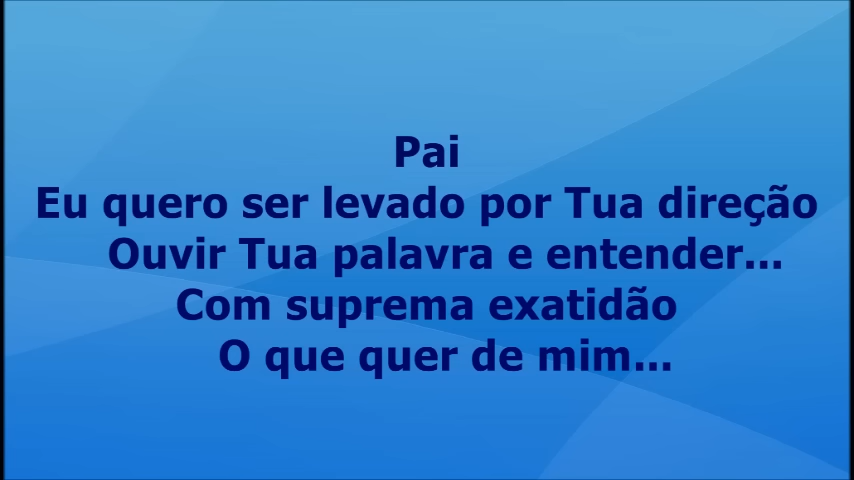 Pai
Eu quero ser levado por Tua direção
Ouvir Tua palavra e entender...
Com suprema exatidão
O que quer de mim...